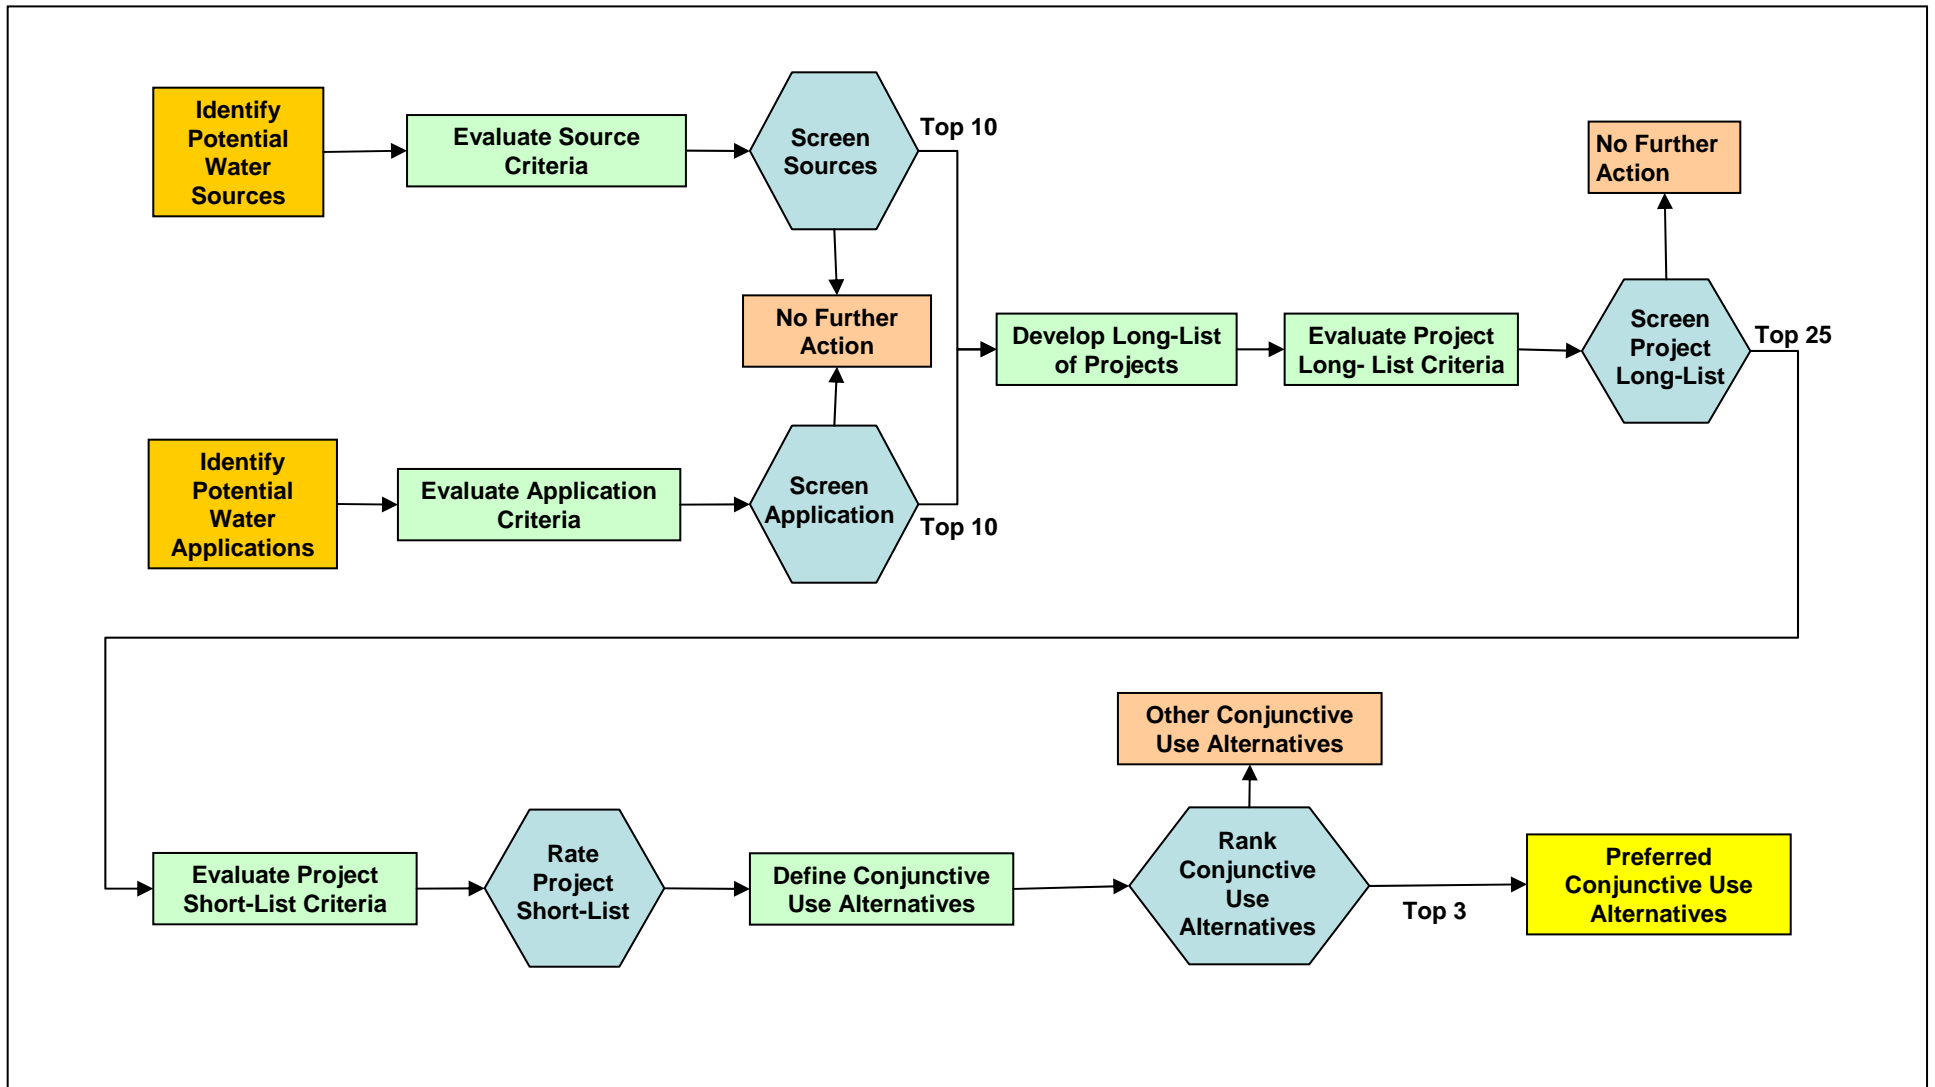 Identify
Potential
Water
Sources
Evaluate Source
Criteria
Screen
Sources
Top 10
No Further
Action
Identify
Potential
Water
Applications
Evaluate Application
Criteria
Screen
Application
Top 10
Develop Long-List
of Projects
Evaluate Project
Long- List Criteria
Screen
Project
Long-List
No Further
Action
Top 25
Evaluate Project
Short-List Criteria
Rate
Project
Short-List
Define Conjunctive
Use Alternatives
Rank
Conjunctive
Use
Alternatives
Other Conjunctive
Use Alternatives
Top 3
Preferred
Conjunctive Use
Alternatives